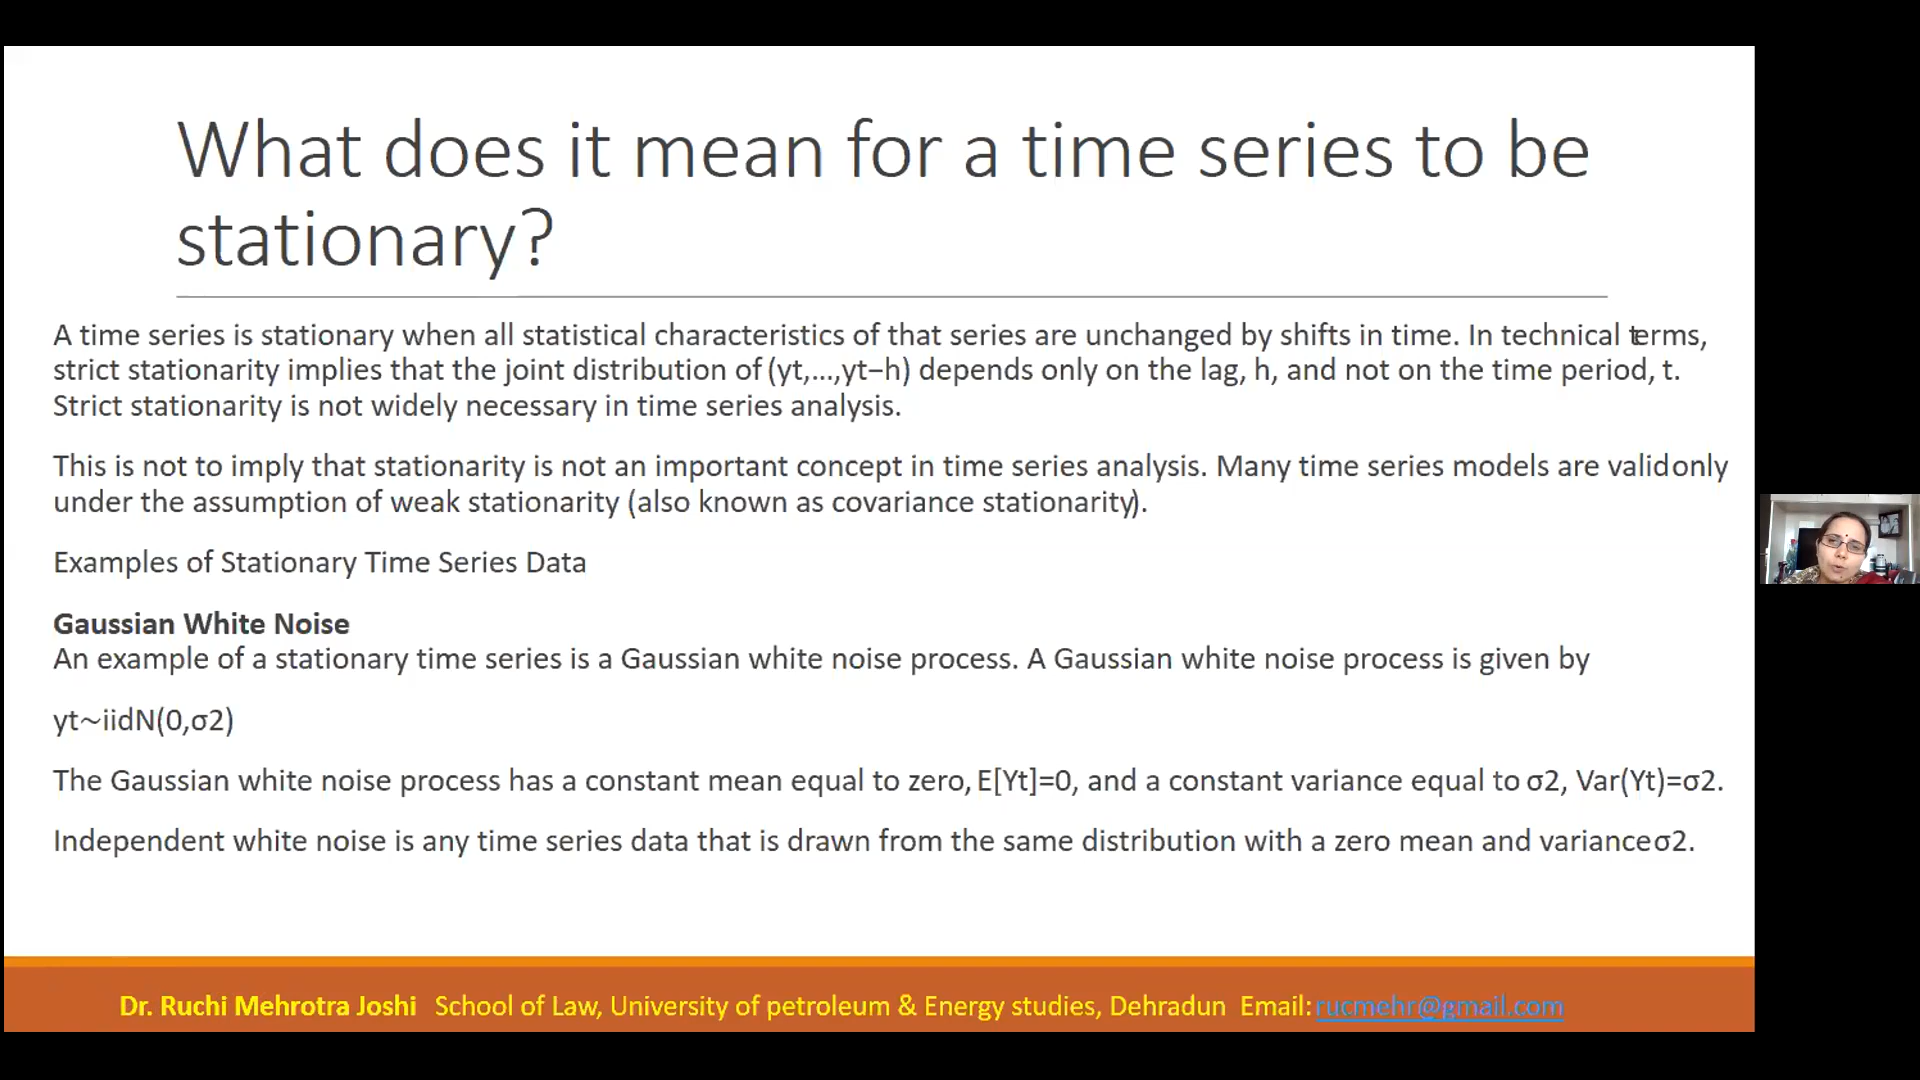 What does it mean for a time series to be
stationary?
A time series is stationary when all statistical characteristics of that series are unchanged by shifts in time. In technical terms,
strict stationarity implies that the joint distribution of (yt,...,yt−h) depends only on the lag, h, and not on the time period, t.
Strict stationarity is not widely necessary in time series analysis.
This is not to imply that stationarity is not an important concept in time series analysis. Many time series models are valid only
under the assumption of weak stationarity (also known as covariance stationarity).
Examples of Stationary Time Series Data
Gaussian White Noise
An example of a stationary time series is a Gaussian white noise process. A Gaussian white noise process is given by
yt~iidN(0,σ2)
The Gaussian white noise process has a constant mean equal to zero, E[Yt]=0, and a constant variance equal to σ2, Var(Yt)=σ2.
Independent white noise is any time series data that is drawn from the same distribution with a zero mean and variance σ2.
Dr. Ruchi Mehrotra Joshi School of Law, University of petroleum & Energy studies, Dehradun Email: rucmehr@gmail.com